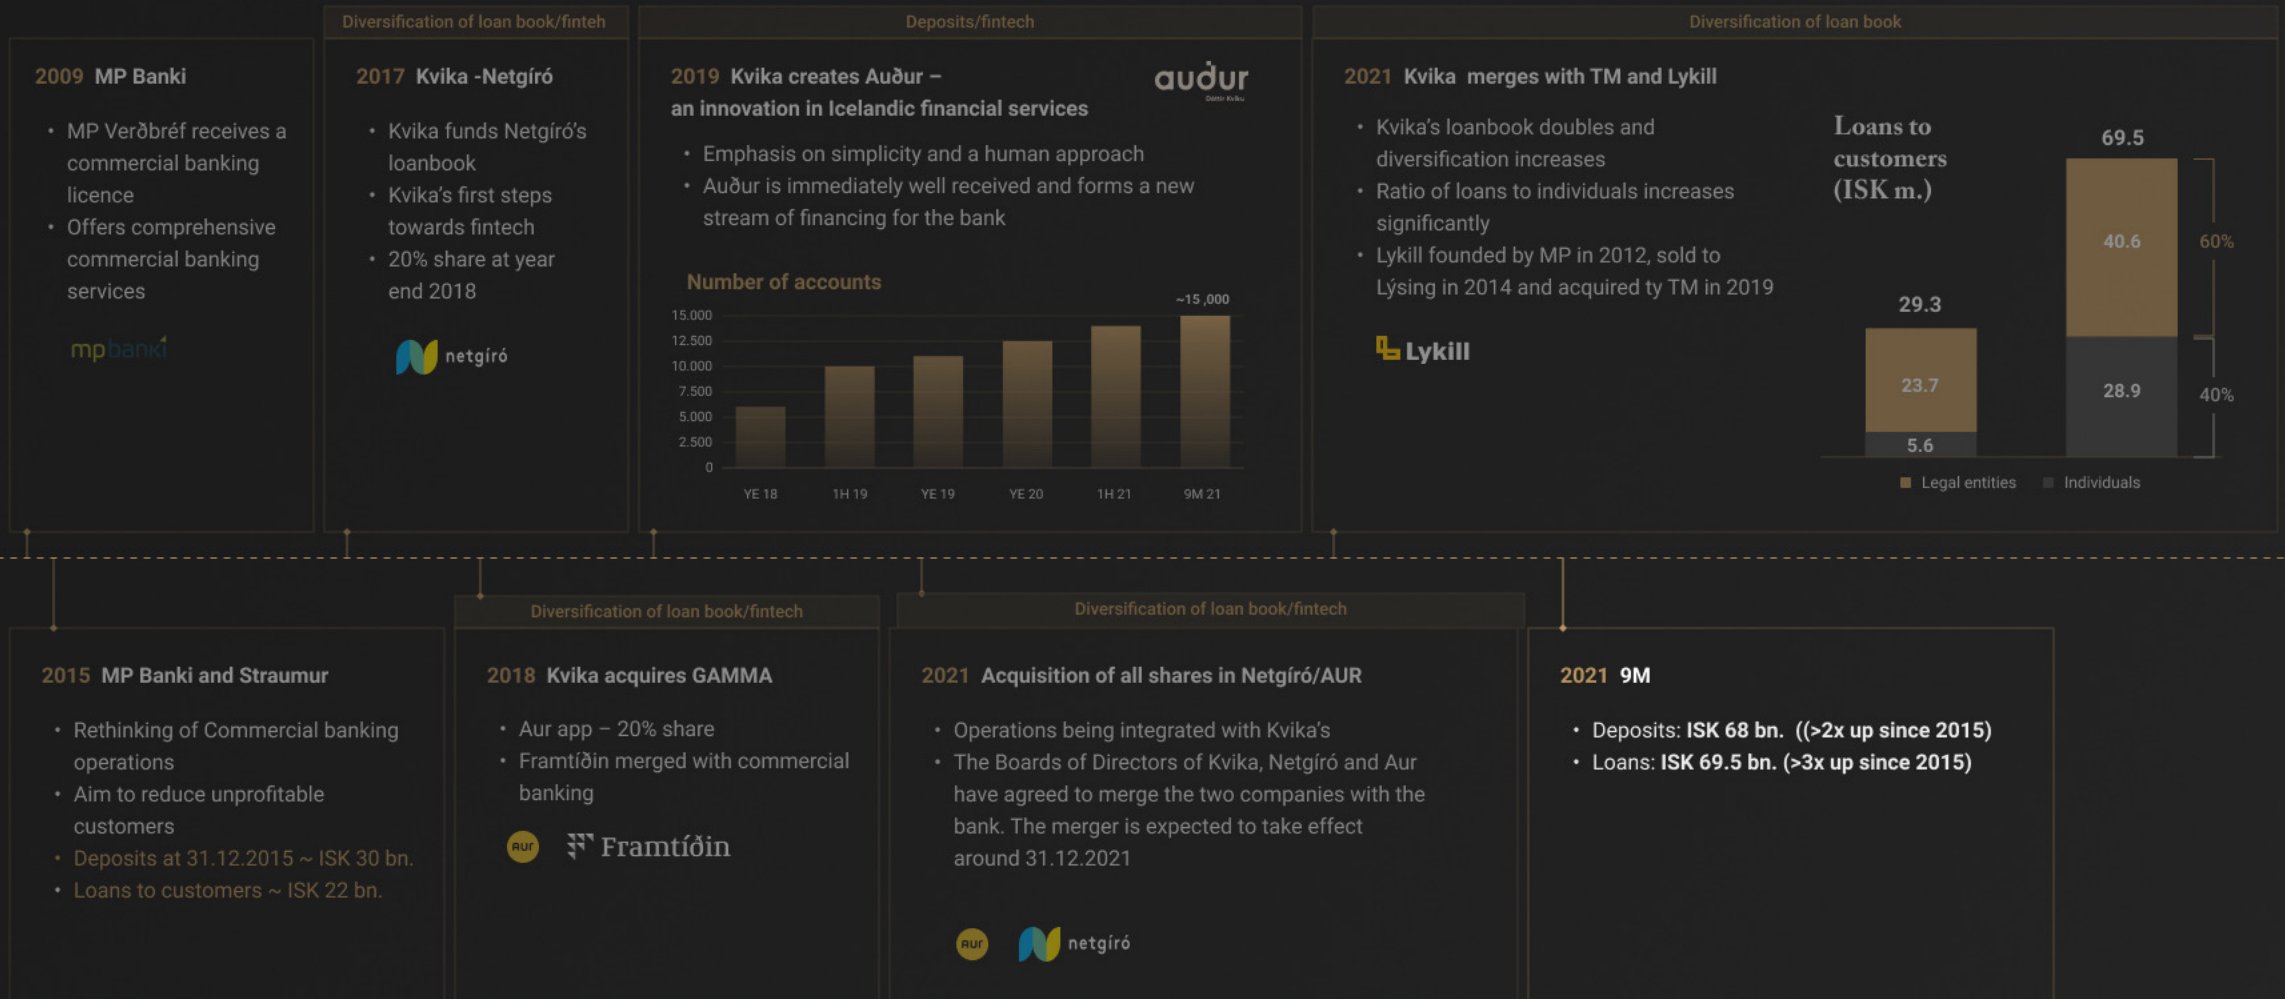 Diversification of loan book/finteh
Deposits/fintech
Diversification of loan book
2009 MP Banki
• MP Verðbréf receives a
commercial banking
licence
• Offers comprehensive
commercial banking
services
mpbanki
2017 Kvika -Netgíró
• Kvika funds Netgíró's
loanbook
• Kvika's first steps
towards fintech
• 20% share at year
end 2018
netgíró
2019 Kvika creates Auður –
an innovation in Icelandic financial services
auður
Dóttir Kviku
• Emphasis on simplicity and a human approach
• Auður is immediately well received and forms a new
stream of financing for the bank
Number of accounts
~15 ,000
15.000
12.500
10.000
7.500
5.000
2.500
0
YE 18 1H 19 YE 19 YE 20 1H 21 9M 21
2021 Kvika merges with TM and Lykill
• Kvika's loanbook doubles and
diversification increases
• Ratio of loans to individuals increases
significantly
• Lykill founded by MP in 2012, sold to
Lýsing in 2014 and acquired ty TM in 2019
Lykill
Loans to
customers
(ISK m.)
69.5
40.6 60%
29.3
23.7
28.9 40%
5.6
Legal entities Individuals
Diversification of loan book/fintech
Diversification of loan book/fintech
2015 MP Banki and Straumur
• Rethinking of Commercial banking
operations
• Aim to reduce unprofitable
customers
• Deposits at 31.12.2015 ~ ISK 30 bn.
• Loans to customers ~ ISK 22 bn.
2018 Kvika acquires GAMMA
• Aur app – 20% share
• Framtíðin merged with commercial
banking
Aur Framtíðin
2021 Acquisition of all shares in Netgíró/AUR
• Operations being integrated with Kvika's
• The Boards of Directors of Kvika, Netgíró and Aur
have agreed to merge the two companies with the
bank. The merger is expected to take effect
around 31.12.2021
Aur netgíró
2021 9M
• Deposits: ISK 68 bn. ((>2x up since 2015)
• Loans: ISK 69.5 bn. (>3x up since 2015)